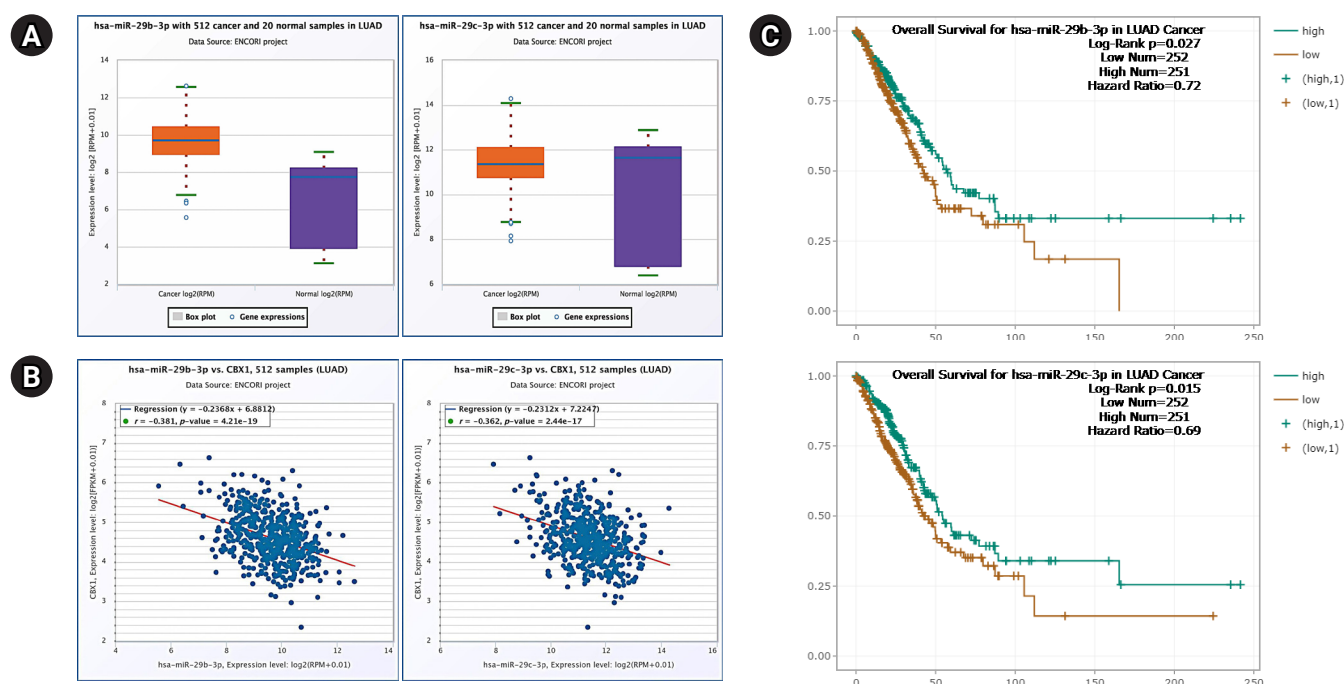 A
hsa-miR-29b-3p with 512 cancer and 20 normal samples in LUAD
Data Source: ENCORI project
Expression level: log2 [RPM+0.01)
14
12
10
8
6
4
2
Cancer log2(RPM)
Normal log2(RPM)
Box plot
Gene expressions
hsa-miR-29c-3p with 512 cancer and 20 normal samples in LUAD
Data Source: ENCORI project
Expression level: log2 [RPM+0.01)
16
14
12
10
8
6
Cancer log2(RPM)
Normal log2(RPM)
Box plot
Gene expressions
B
hsa-miR-29b-3p vs. CBX1, 512 samples (LUAD)
Data Source: ENCORI project
Regression (y = -0.2368x + 6.8812)
r = -0.381, p-value = 4.21e-19
CBX1, Expression level: log2[FPKM+0.01)]
8
7
6
5
4
3
2
4
6
8
10
12
14
hsa-miR-29b-3p, Expression level: log2(RPM+0.01)
hsa-miR-29c-3p vs. CBX1, 512 samples (LUAD)
Data Source: ENCORI project
Regression (y = -0.2312x + 7.2247)
r = -0.362, p-value = 2.44e-17
CBX1, Expression level: log2[FPKM+0.01)]
8
7
6
5
4
3
2
6
8
10
12
14
16
hsa-miR-29c-3p, Expression level: log2(RPM+0.01)
C
Overall Survival for hsa-miR-29b-3p in LUAD Cancer
Log-Rank p=0.027
Low Num=252
High Num=251
Hazard Ratio=0.72
1.00
0.75
0.50
0.25
0.00
0
50
100
150
200
250
high
low
(high,1)
(low,1)
Overall Survival for hsa-miR-29c-3p in LUAD Cancer
Log-Rank p=0.015
Low Num=252
High Num=251
Hazard Ratio=0.69
1.00
0.75
0.50
0.25
0.00
0
50
100
150
200
250
high
low
(high,1)
(low,1)